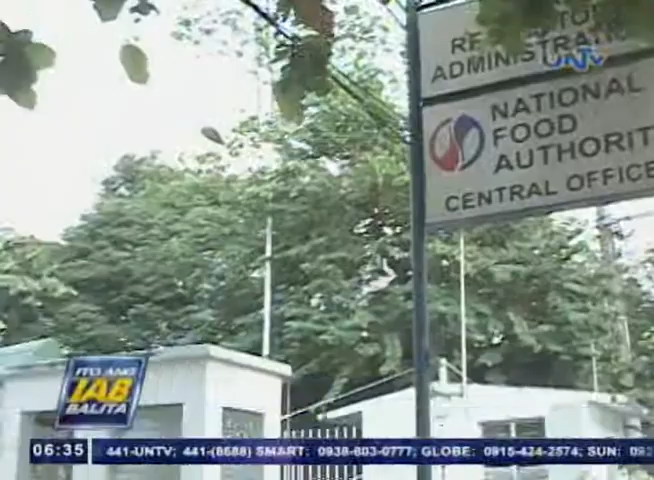 ADMINISTRATION
UNTV
NATIONAL
FOOD
AUTHORIT
CENTRAL OFFICE
ITO ANG
IAB
BALITA
06:35 441-UNTV; 441-(8688) SMART: 0938-603-0777; GLOBE: 0915-424-2574; SUN: